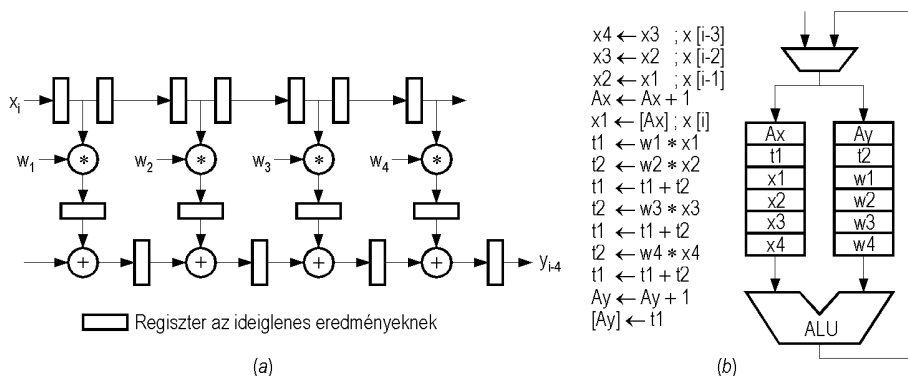 x_i
w_1
*
w_2
*
w_3
*
w_4
*
+
+
+
+
y_{i-4}
Regiszter az ideiglenes eredményeknek
(a)
x4 ← x3 ; x [i-3]
x3 ← x2 ; x [i-2]
x2 ← x1 ; x [i-1]
Ax ← Ax + 1
x1 ← [Ax] ; x [i]
t1 ← w1 * x1
t2 ← w2 * x2
t1 ← t1 + t2
t2 ← w3 * x3
t1 ← t1 + t2
t2 ← w4 * x4
t1 ← t1 + t2
Ay ← Ay + 1
[Ay] ← t1
(b)
Ax
t1
x1
x2
x3
x4
Ay
t2
w1
w2
w3
w4
ALU